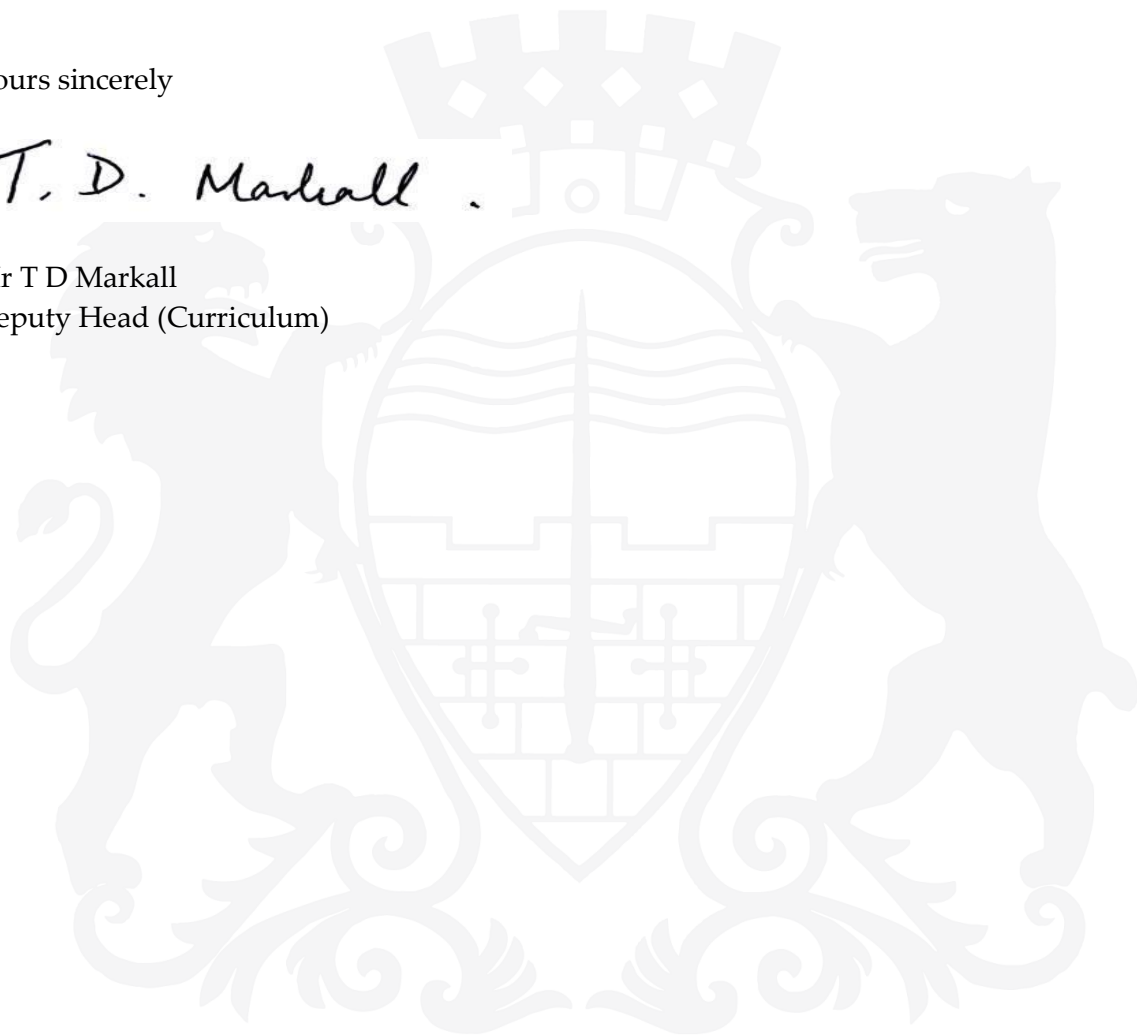 ours sincerely
T. D. Markall .
r T D Markall
eputy Head (Curriculum)